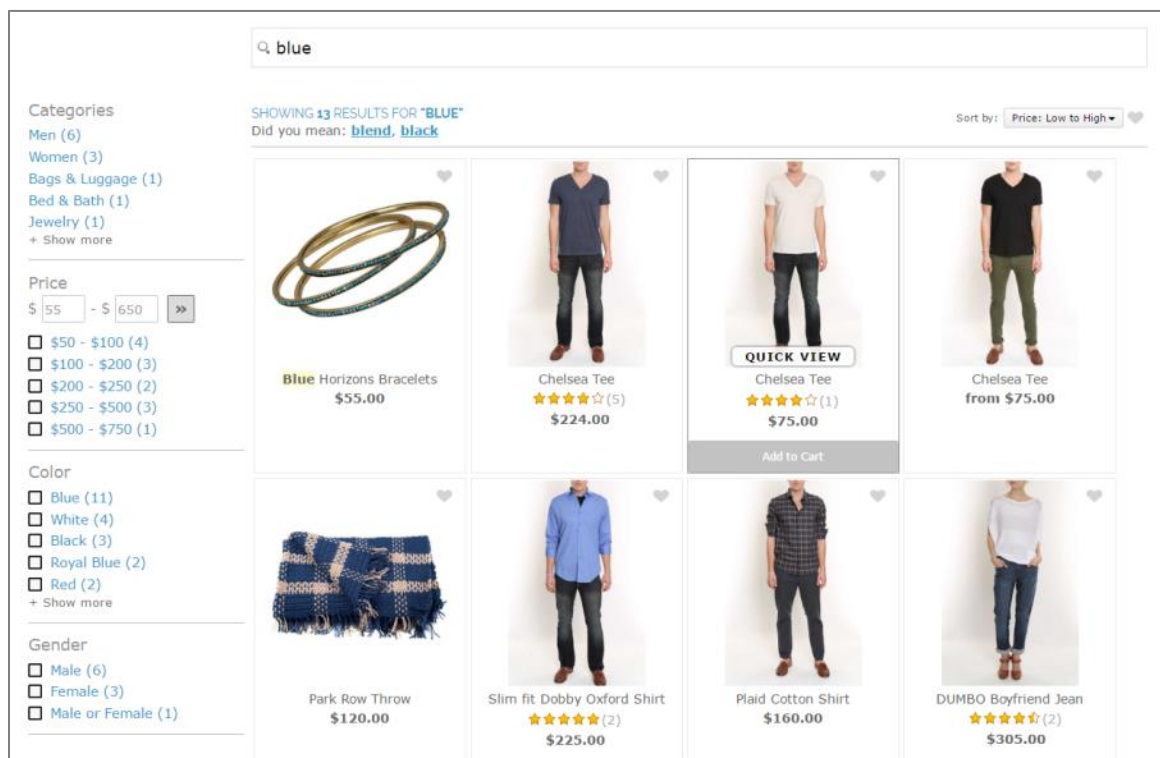 blue
Categories
Men (6)
Women (3)
Bags & Luggage (1)
Bed & Bath (1)
Jewelry (1)
+ Show more
Price
$ 55 - $ 650 »
$50 - $100 (4)
$100 - $200 (3)
$200 - $250 (2)
$250 - $500 (3)
$500 - $750 (1)
Color
Blue (11)
White (4)
Black (3)
Royal Blue (2)
Red (2)
+ Show more
Gender
Male (6)
Female (3)
Male or Female (1)
SHOWING 13 RESULTS FOR "BLUE"
Did you mean: blend, black
Sort by: Price: Low to High
Blue Horizons Bracelets
$55.00
Chelsea Tee
(5)
$224.00
QUICK VIEW
Chelsea Tee
(1)
$75.00
Add to Cart
Chelsea Tee
from $75.00
Park Row Throw
$120.00
Slim fit Dobby Oxford Shirt
(2)
$225.00
Plaid Cotton Shirt
$160.00
DUMBO Boyfriend Jean
(2)
$305.00